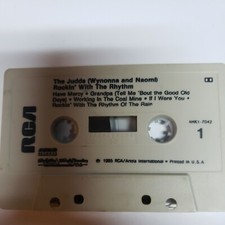 The Judds (Wynonna and Naomi)
Rockin' With The Rhythm
Have Mercy • Grandpa (Tell Me 'Bout the Good Old
Days) • Working In The Coal Mine • If I Were You •
Rockin' With The Rhythm Of The Rain
AHK1-7042
1
RCA
© 1985 RCA/Ariola International • Printed in U.S.A.